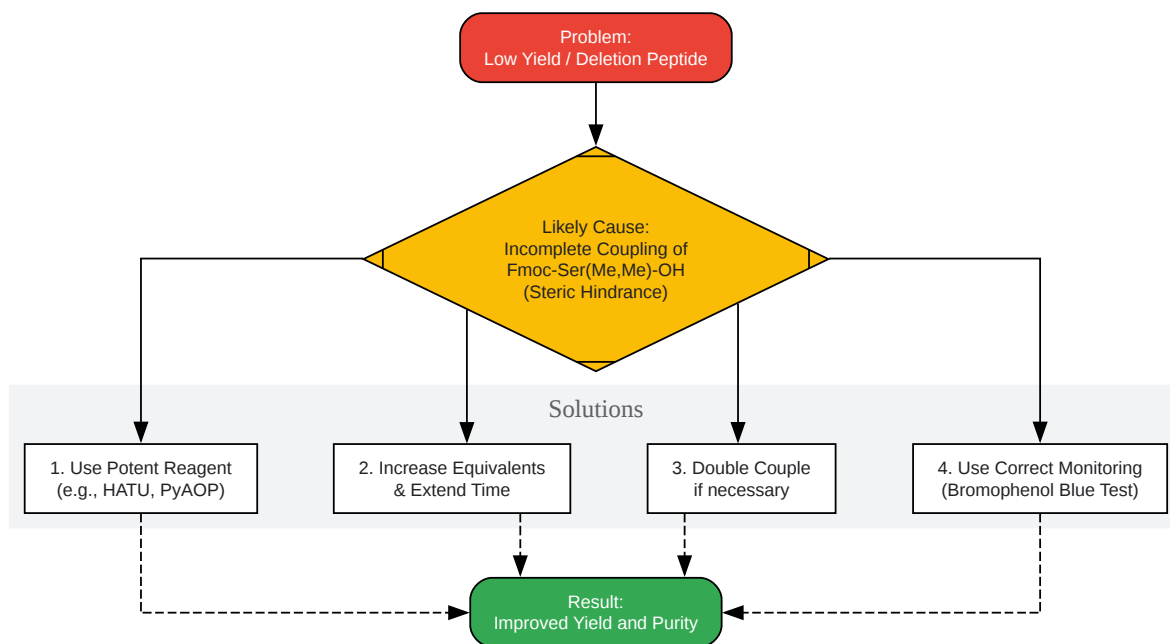 Problem:
Low Yield / Deletion Peptide
Likely Cause:
Incomplete Coupling of
Fmoc-Ser(Me,Me)-OH
(Steric Hindrance)
Solutions
1. Use Potent Reagent
(e.g., HATU, PyAOP)
2. Increase Equivalents
& Extend Time
3. Double Couple
if necessary
4. Use Correct Monitoring
(Bromophenol Blue Test)
Result:
Improved Yield and Purity